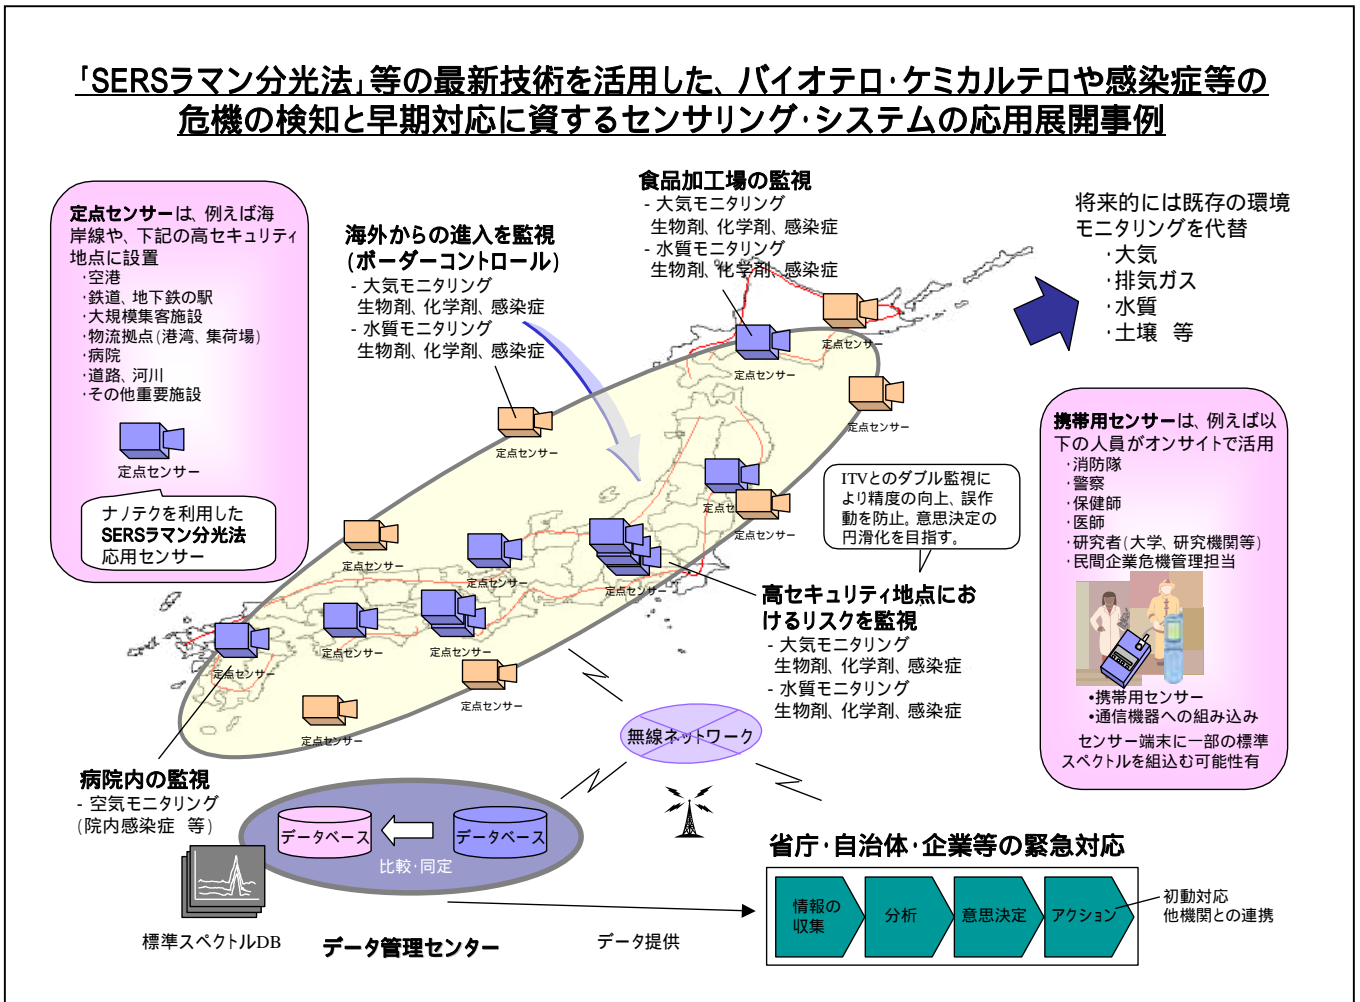 「SERSラマン分光法」等の最新技術を活用した、バイオテロ・ケミカルテロや感染症等の
危機の検知と早期対応に資するセンサリング・システムの応用展開事例
定点センサーは、例えば海
岸線や、下記の高セキュリティ
地点に設置
・空港
・鉄道、地下鉄の駅
・大規模集客施設
・物流拠点(港湾、集荷場)
・病院
・道路、河川
・その他重要施設
定点センサー
ナノテクを利用した
SERSラマン分光法
応用センサー
海外からの進入を監視
(ボーダーコントロール)
- 大気モニタリング
生物剤、化学剤、感染症
- 水質モニタリング
生物剤、化学剤、感染症
食品加工場の監視
- 大気モニタリング
生物剤、化学剤、感染症
- 水質モニタリング
生物剤、化学剤、感染症
将来的には既存の環境
モニタリングを代替
・大気
・排気ガス
・水質
・土壌 等
定点センサー
定点センサー
定点センサー
定点センサー
定点セ
定点センサー
定点センサー
定点センサー
定点センサー
定点センサー
定点センサー
定点センサー
定点センサー
定点センサー
ITVとのダブル監視に
より精度の向上、誤作
動を防止。意思決定の
円滑化を目指す。
高セキュリティ地点にお
けるリスクを監視
- 大気モニタリング
生物剤、化学剤、感染症
- 水質モニタリング
生物剤、化学剤、感染症
携帯用センサーは、例えば以
下の人員がオンサイトで活用
・消防隊
・警察
・保健師
・医師
・研究者(大学、研究機関等)
・民間企業危機管理担当
•携帯用センサー
•通信機器への組み込み
センサー端末に一部の標準
スペクトルを組込む可能性有
病院内の監視
- 空気モニタリング
(院内感染症 等)
無線ネットワーク
データベース
データベース
比較・同定
標準スペクトルDB
データ管理センター
データ提供
省庁・自治体・企業等の緊急対応
情報の
収集
分析
意思決定
アクション
初動対応
他機関との連携